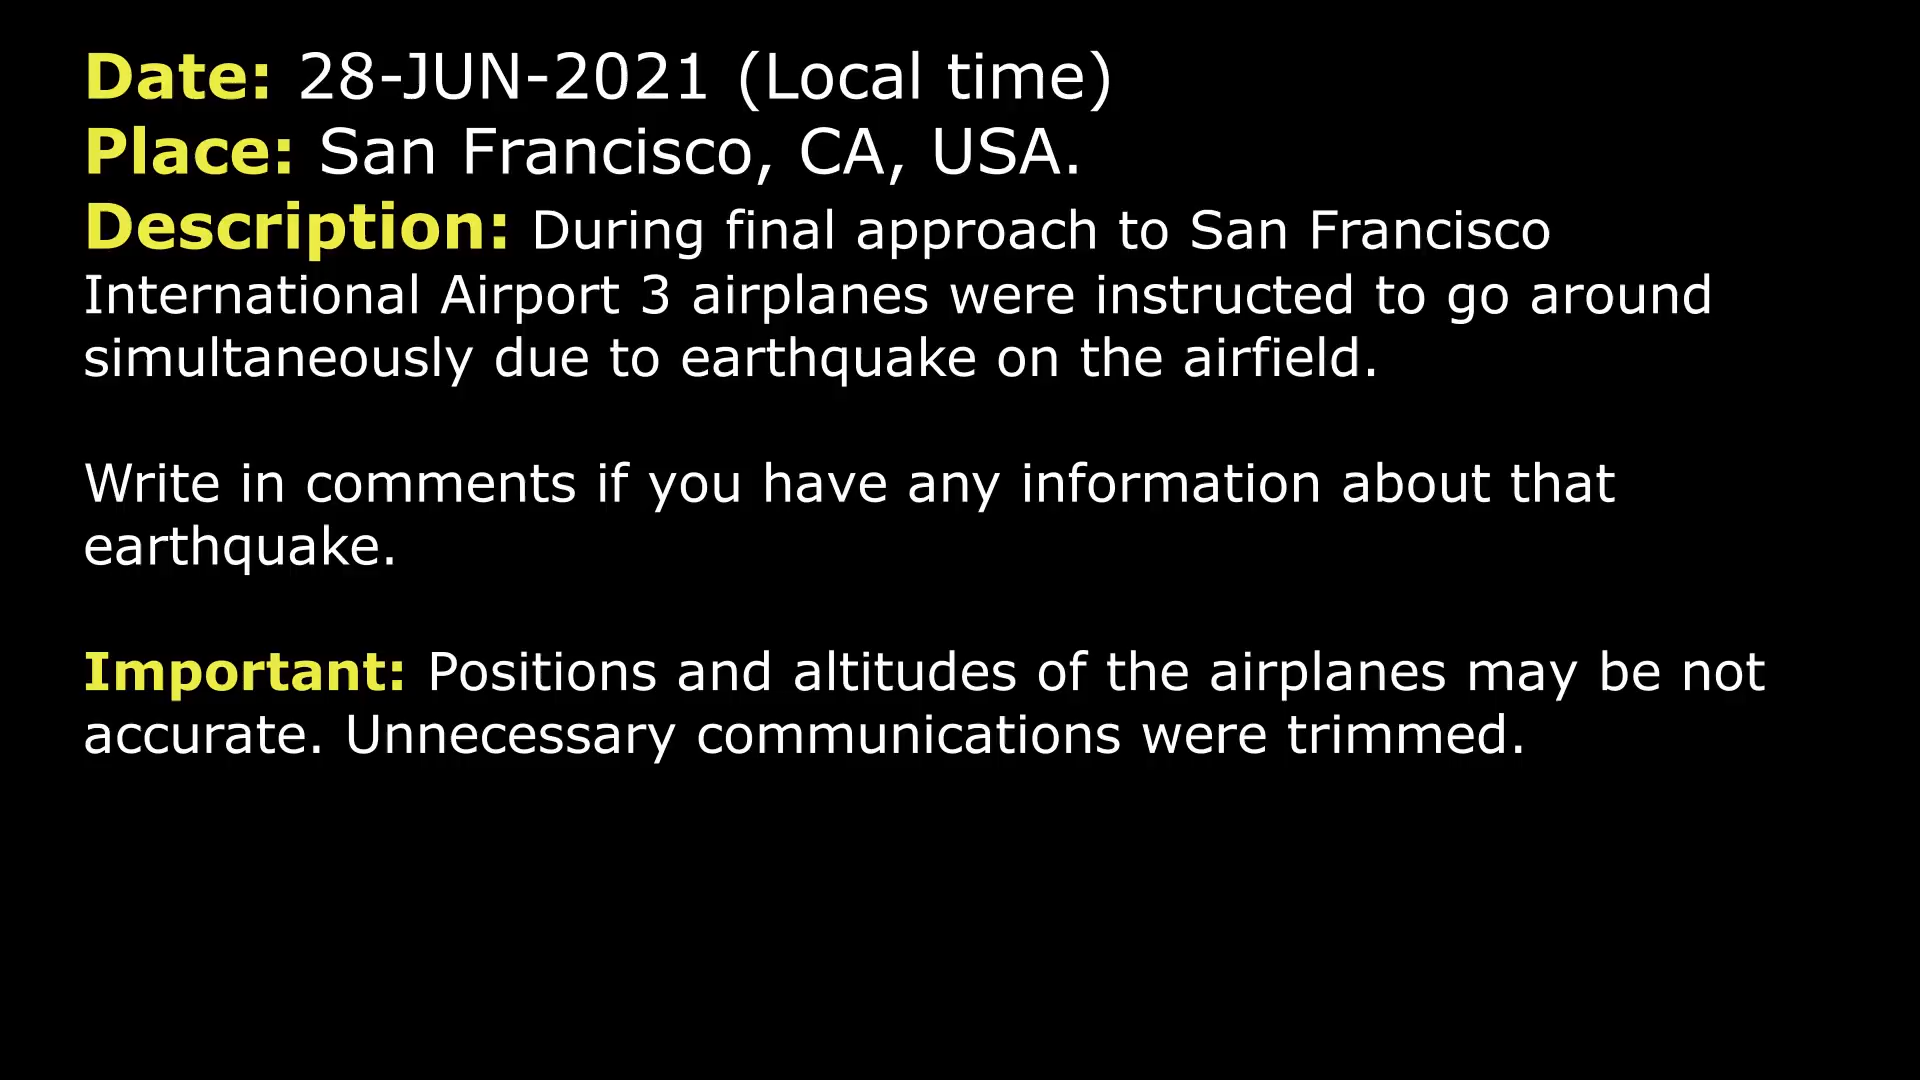 Date: 28-JUN-2021 (Local time)
Place: San Francisco, CA, USA.
Description: During final approach to San Francisco
International Airport 3 airplanes were instructed to go around
simultaneously due to earthquake on the airfield.
Write in comments if you have any information about that
earthquake.
Important: Positions and altitudes of the airplanes may be not
accurate. Unnecessary communications were trimmed.